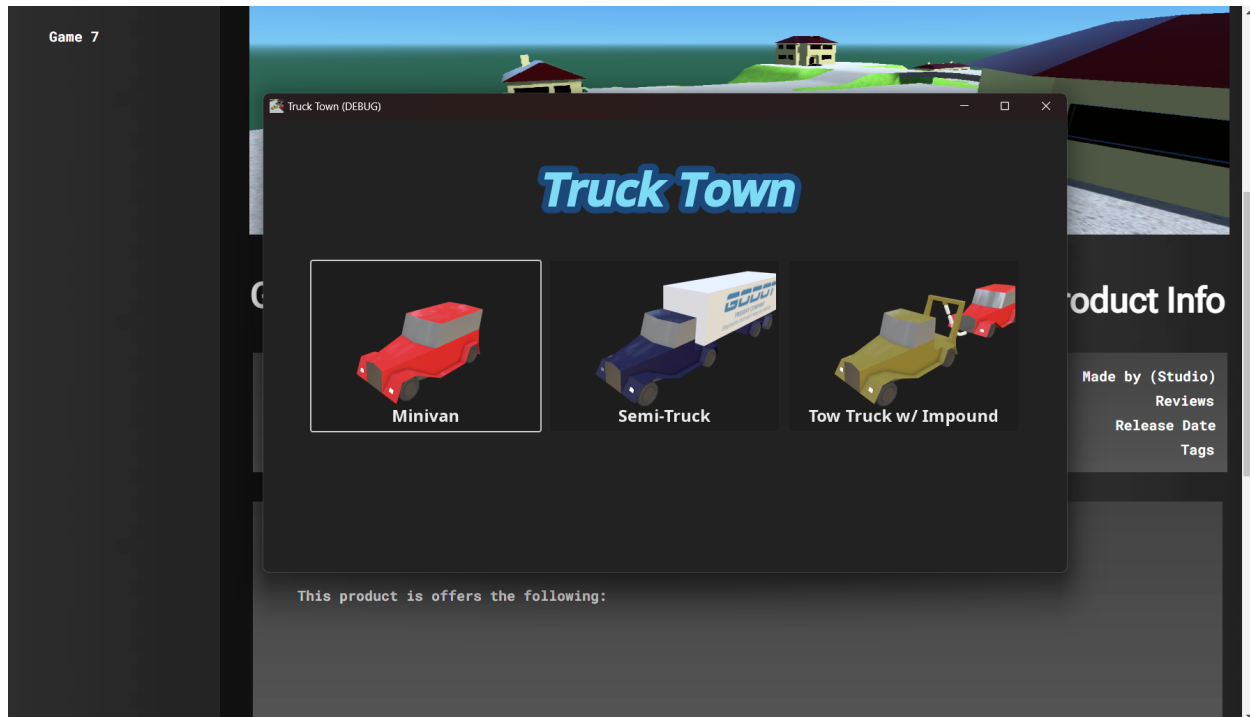 Game 7
Truck Town (DEBUG)
Truck Town
GODOT
Minivan
Semi-Truck
Tow Truck w/ Impound
roduct Info
Made by (Studio)
Reviews
Release Date
Tags
This product is offers the following: